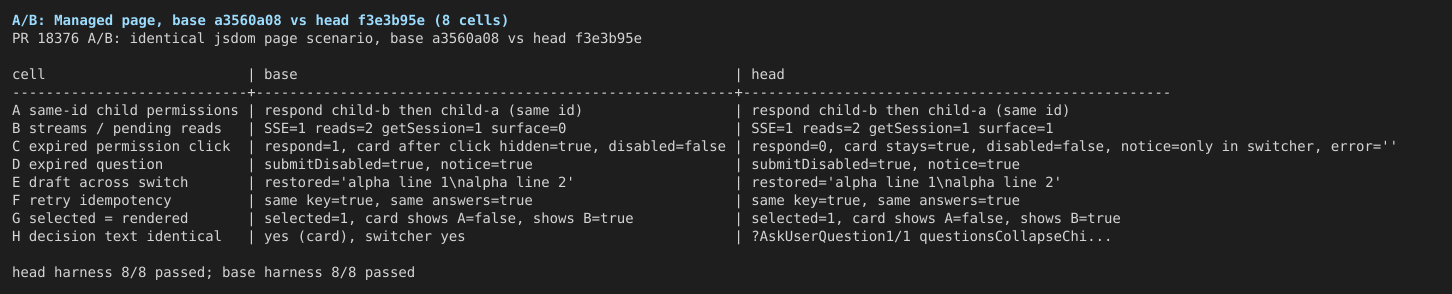 A/B: Managed page, base a3560a08 vs head f3e3b95e (8 cells)
PR 18376 A/B: identical jsdom page scenario, base a3560a08 vs head f3e3b95e
cell                        | base                                                     | head
----------------------------+----------------------------------------------------------+----------------------------------------------------
A same-id child permissions | respond child-b then child-a (same id)                   | respond child-b then child-a (same id)
B streams / pending reads   | SSE=1 reads=2 getSession=1 surface=0                     | SSE=1 reads=2 getSession=1 surface=1
C expired permission click  | respond=1, card after click hidden=true, disabled=false | respond=0, card stays=true, disabled=false, notice=only in switcher, error=''
D expired question          | submitDisabled=true, notice=true                         | submitDisabled=true, notice=true
E draft across switch       | restored='alpha line 1\nalpha line 2'                    | restored='alpha line 1\nalpha line 2'
F retry idempotency         | same key=true, same answers=true                         | same key=true, same answers=true
G selected = rendered       | selected=1, card shows A=false, shows B=true             | selected=1, card shows A=false, shows B=true
H decision text identical   | yes (card), switcher yes                                 | ?AskUserQuestion1/1 questionsCollapseChi...
head harness 8/8 passed; base harness 8/8 passed